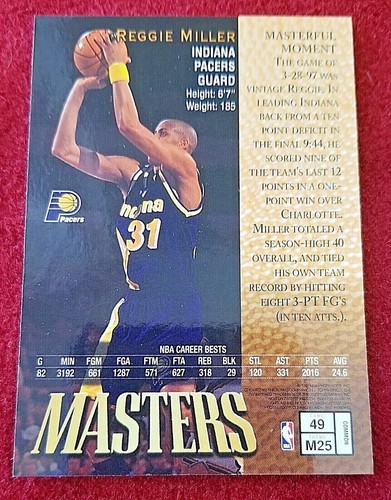 REGGIE MILLER
INDIANA
PACERS
GUARD
Height: 6'7"
Weight: 185
Pacers
31
MASTERFUL
MOMENT
THE GAME OF
3-28-97 WAS
VINTAGE REGGIE. IN
LEADING INDIANA
BACK FROM A TEN
POINT DEFICIT IN
THE FINAL 9:44, HE
SCORED NINE OF
THE TEAM'S LAST 12
POINTS IN A ONE-
POINT WIN OVER
CHARLOTTE.
MILLER TOTALED A
SEASON-HIGH 40
OVERALL, AND TIED
HIS OWN TEAM
RECORD BY HITTING
EIGHT 3-PT FG'S
(IN TEN ATTS.).
NBA CAREER BESTS
G MIN FGM FGA FTM FTA REB BLK STL AST PTS AVG
82 3192 661 1287 571 627 318 29 120 331 2016 24.6
MASTERS
49
M25
COMMON